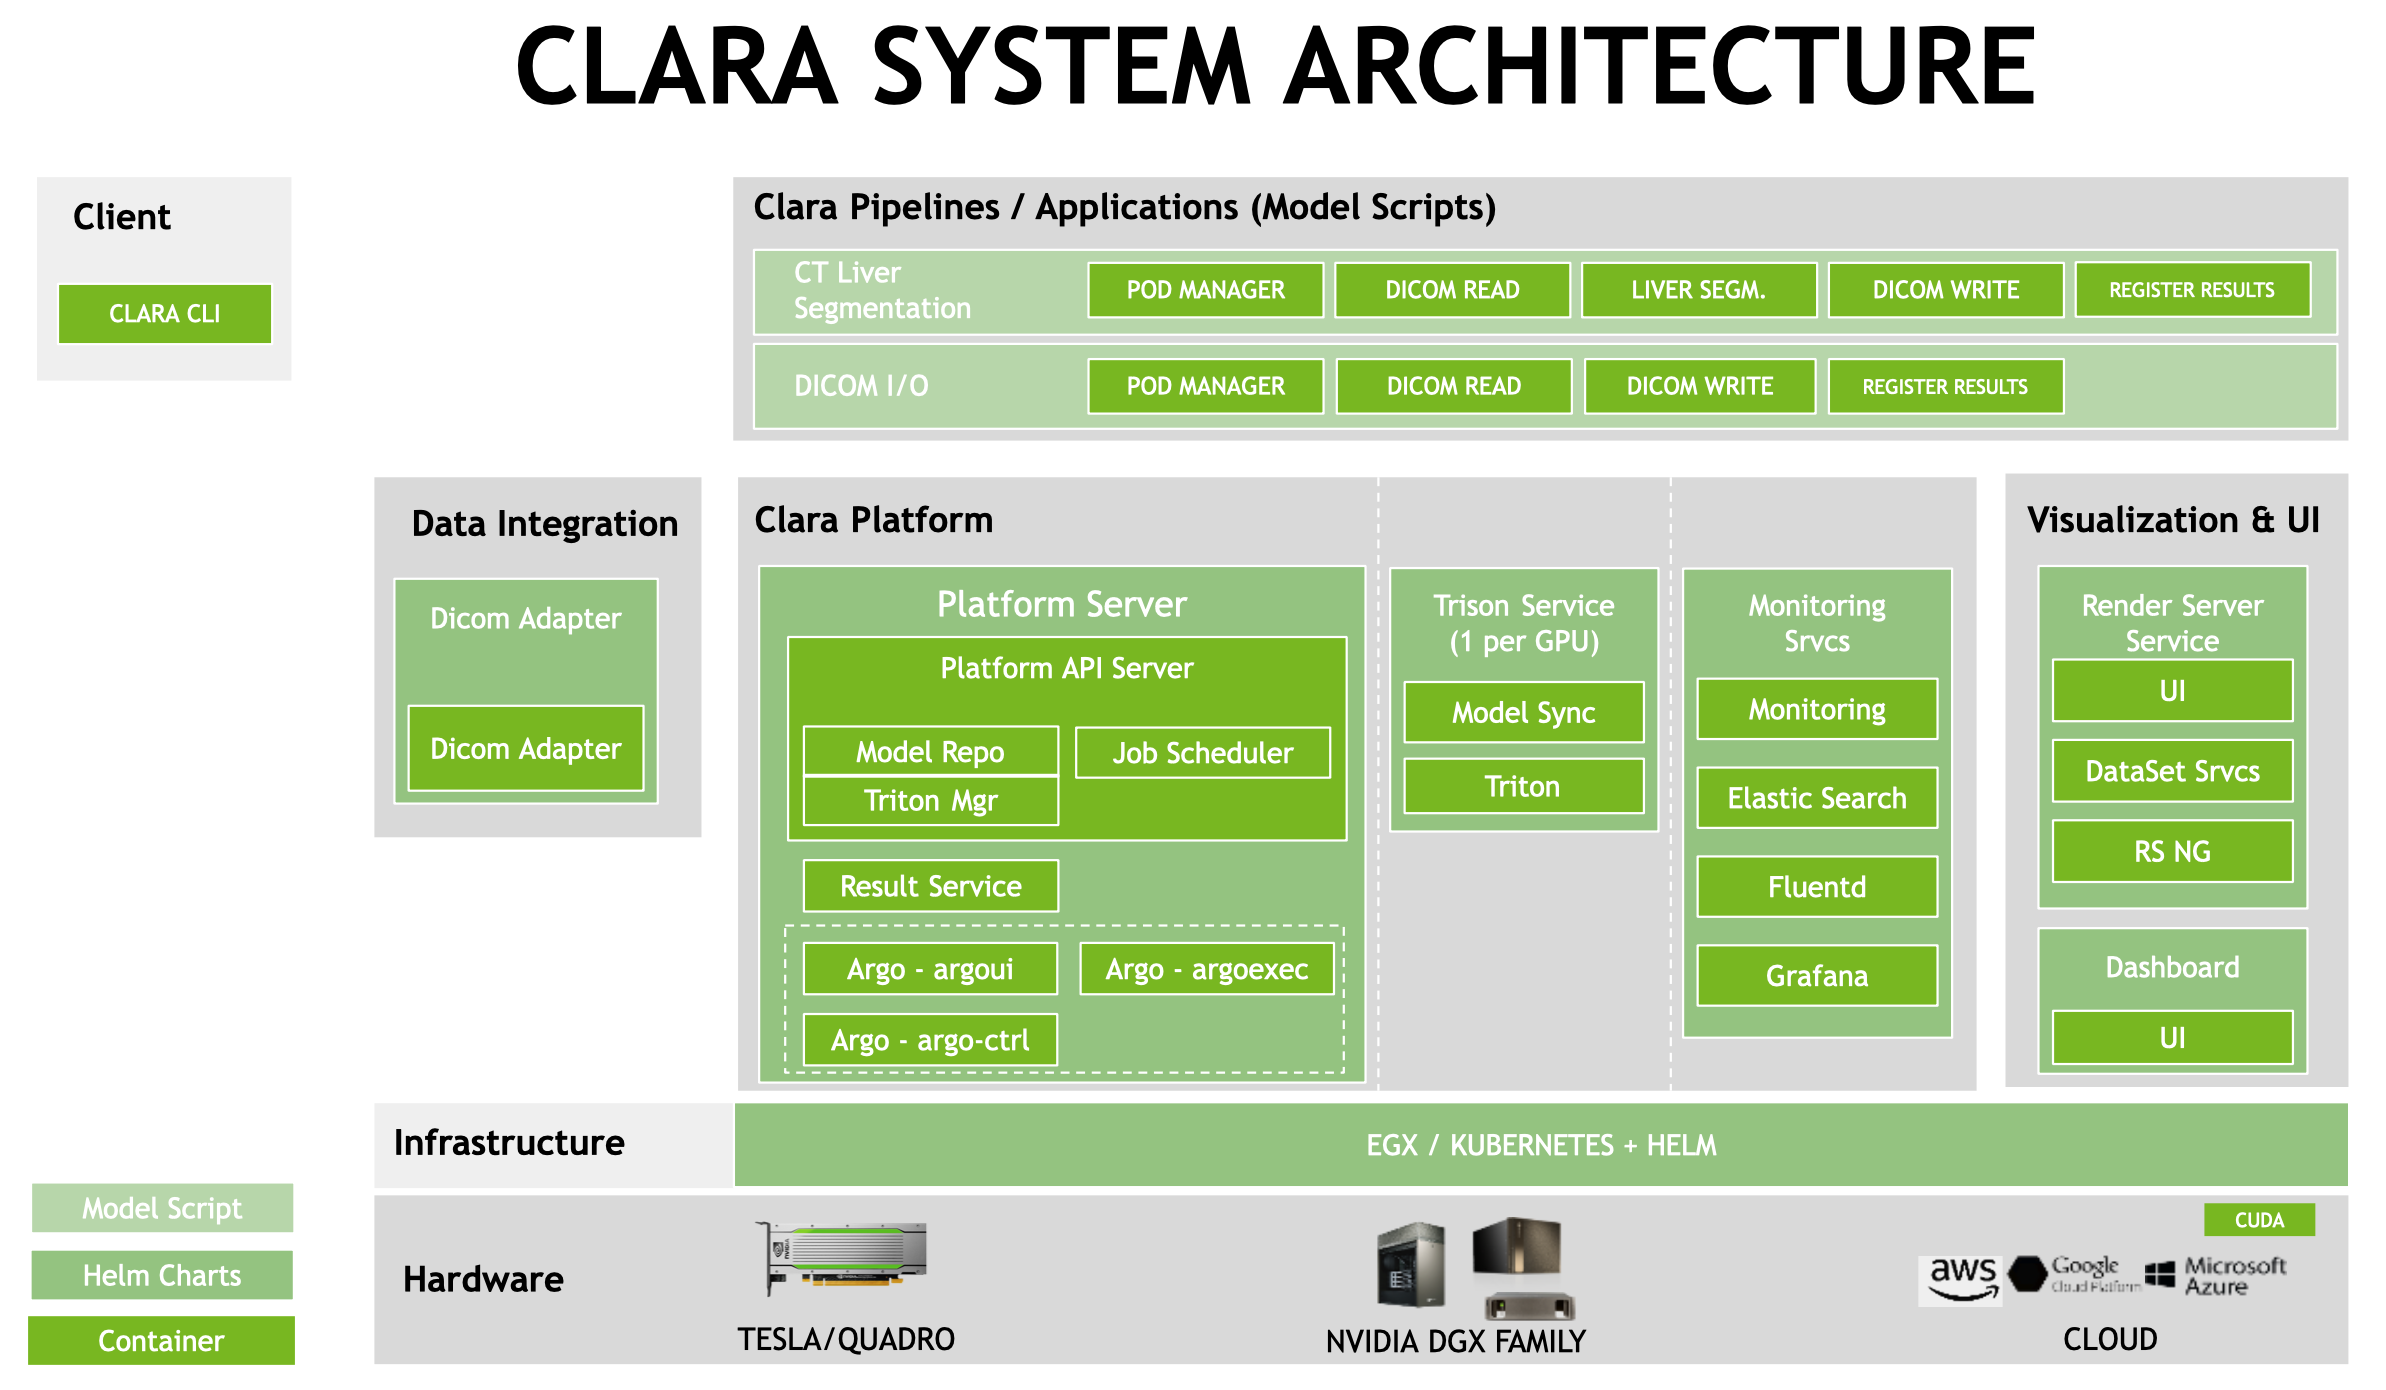 CLARA SYSTEM ARCHITECTURE
Client
CLARA CLI
Clara Pipelines / Applications (Model Scripts)
CT Liver
Segmentation
POD MANAGER
DICOM READ
LIVER SEGM.
DICOM WRITE
REGISTER RESULTS
DICOM I/O
POD MANAGER
DICOM READ
DICOM WRITE
REGISTER RESULTS
Data Integration
Dicom Adapter
Dicom Adapter
Clara Platform
Platform Server
Platform API Server
Model Repo
Job Scheduler
Triton Mgr
Result Service
Argo - argoui
Argo - argoexec
Argo - argo-ctrl
Trison Service
(1 per GPU)
Model Sync
Triton
Monitoring
Srvcs
Monitoring
Elastic Search
Fluentd
Grafana
Visualization & UI
Render Server
Service
UI
DataSet Srvcs
RS NG
Dashboard
UI
Infrastructure
EGX / KUBERNETES + HELM
Model Script
Helm Charts
Container
Hardware
NVIDIA
TESLA/QUADRO
NVIDIA DGX FAMILY
CUDA
aws
Google
Cloud Platform
Microsoft
Azure
CLOUD